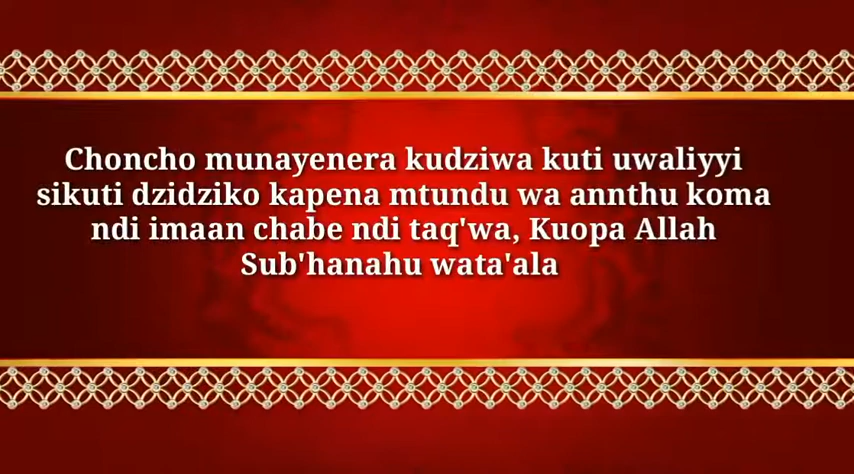 Choncho munayenera kudziwa kuti uwaliyyi
sikuti dzidziko kapena mtundu wa annthu koma
ndi imaan chabe ndi taq'wa, Kuopa Allah
Sub'hanahu wata'ala